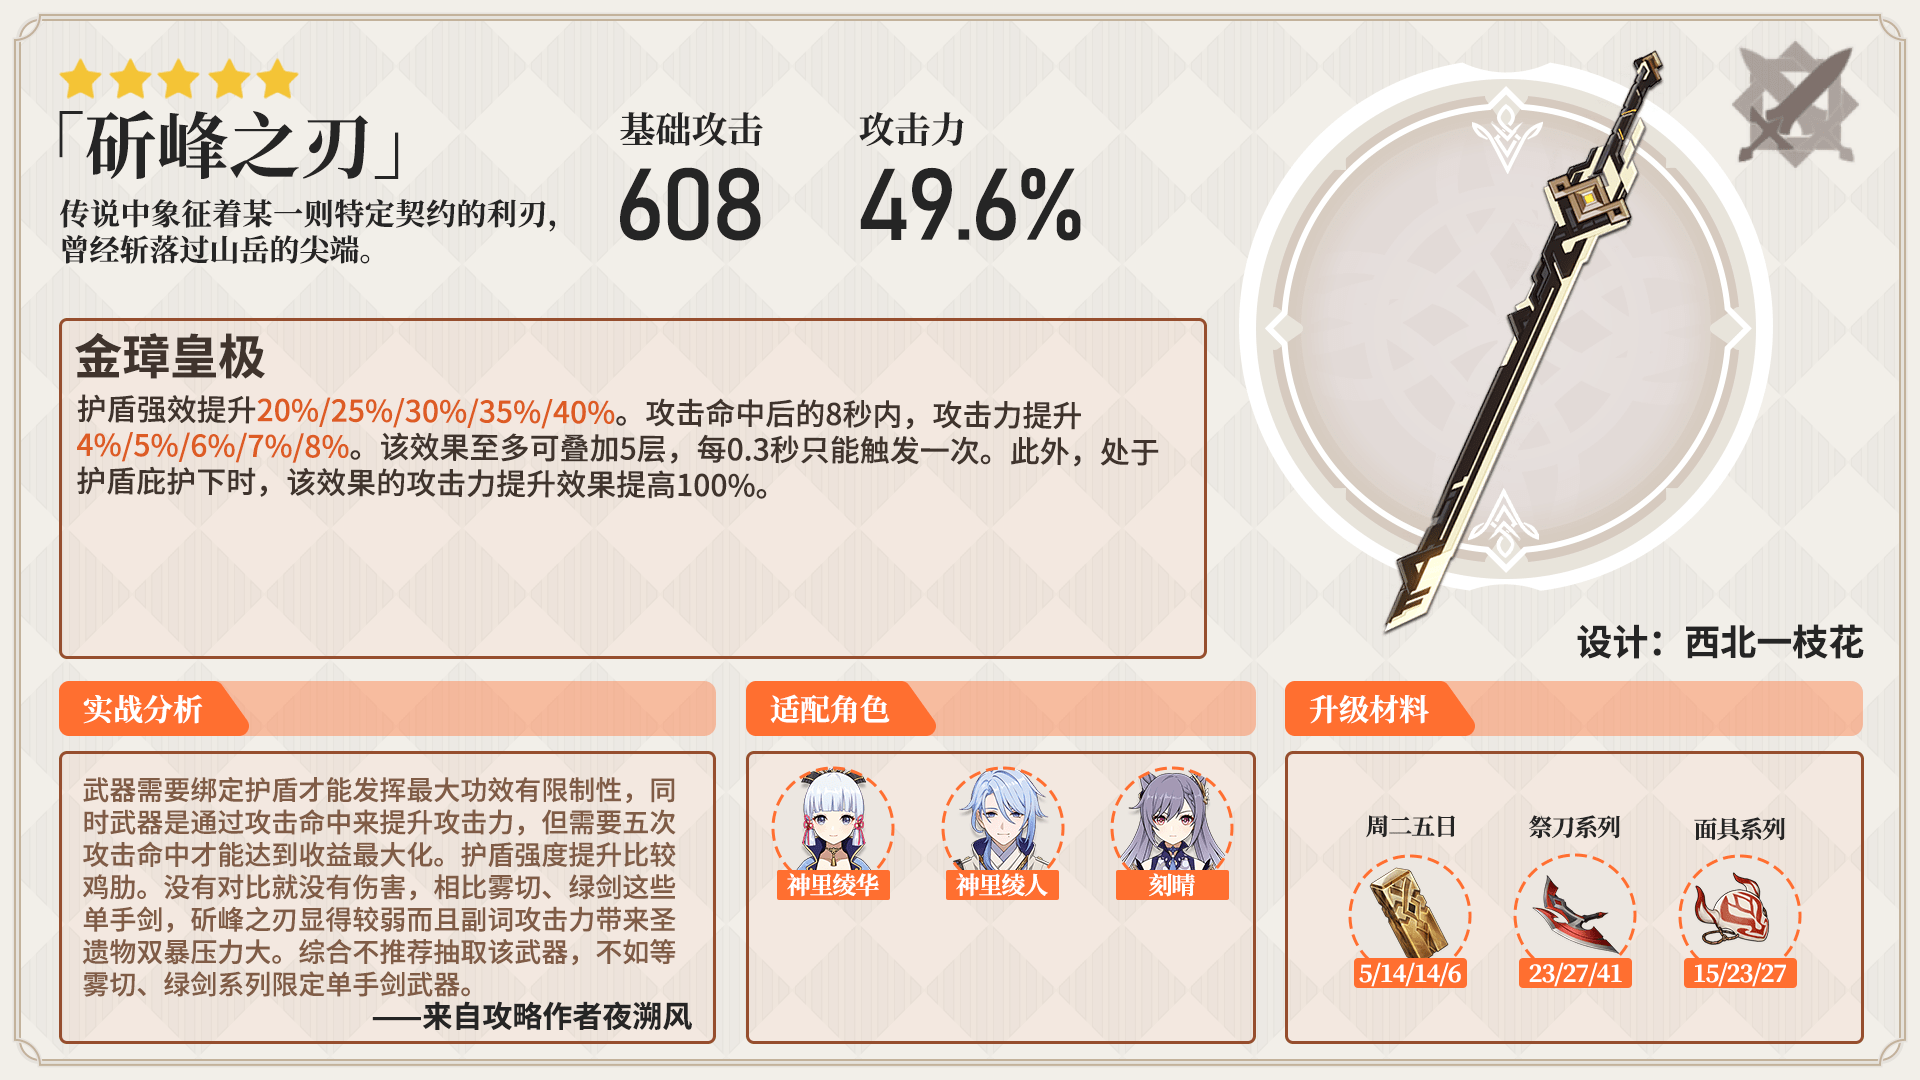 「斫峰之刃」
传说中象征着某一则特定契约的利刃，
曾经斩落过山岳的尖端。
基础攻击
608
攻击力
49.6%
金璋皇极
护盾强效提升20%/25%/30%/35%/40%。攻击命中后的8秒内，攻击力提升
4%/5%/6%/7%/8%。该效果至多可叠加5层，每0.3秒只能触发一次。此外，处于
护盾庇护下时，该效果的攻击力提升效果提高100%。
设计：西北一枝花
实战分析
武器需要绑定护盾才能发挥最大功效有限制性，同
时武器是通过攻击命中来提升攻击力，但需要五次
攻击命中才能达到收益最大化。护盾强度提升比较
鸡肋。没有对比就没有伤害，相比雾切、绿剑这些
单手剑，斫峰之刃显得较弱而且副词攻击力带来圣
遗物双暴压力大。综合不推荐抽取该武器，不如等
雾切、绿剑系列限定单手剑武器。
——来自攻略作者夜溯风
适配角色
神里绫华
神里绫人
刻晴
升级材料
周二五日
5/14/14/6
祭刀系列
23/27/41
面具系列
15/23/27